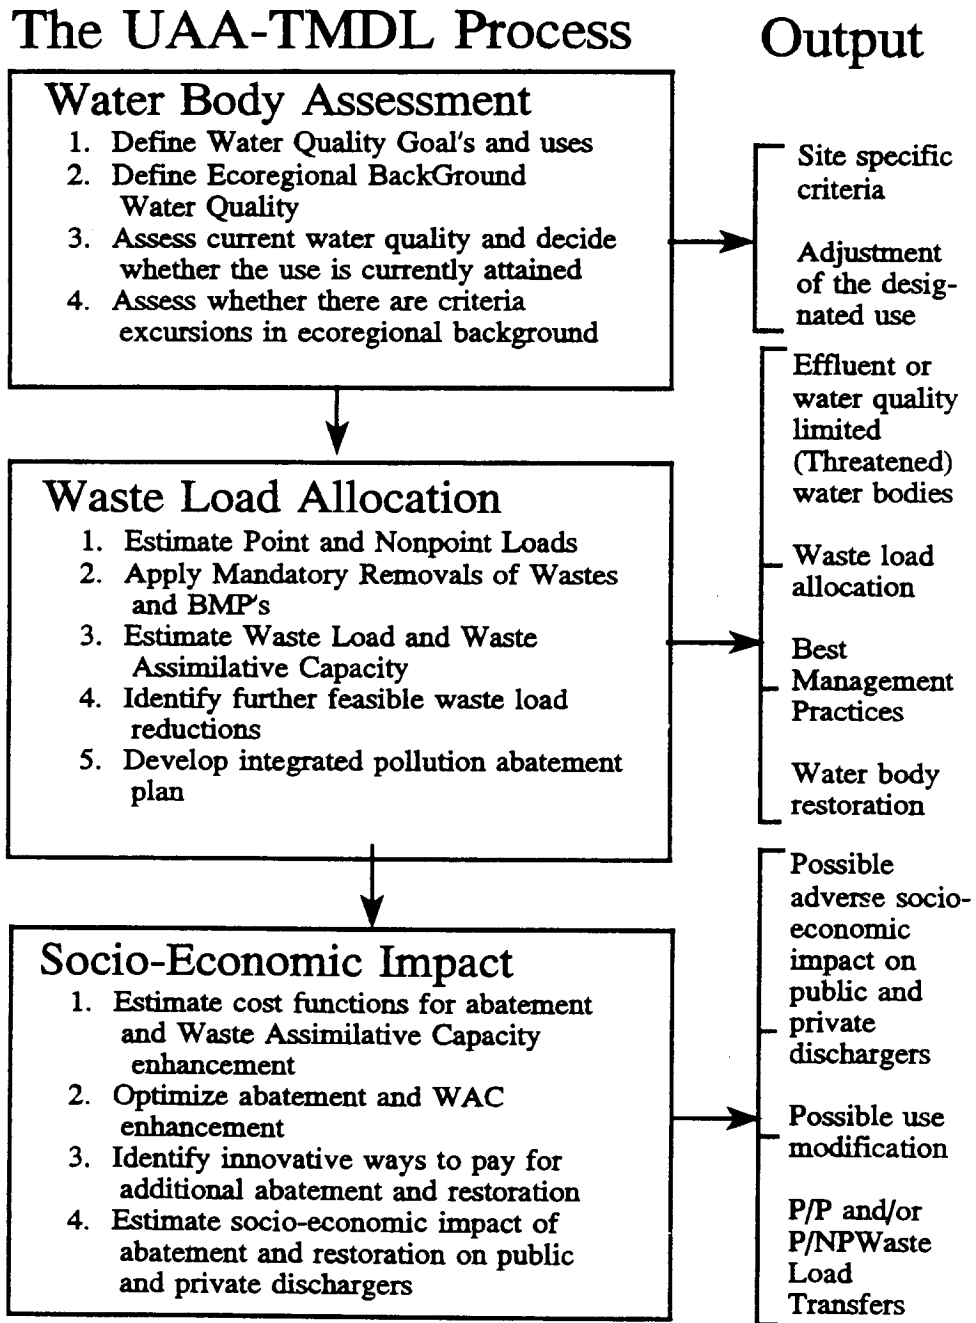 The UAA-TMDL Process
Output
Water Body Assessment
1. Define Water Quality Goal's and uses
2. Define Ecoregional BackGround
Water Quality
3. Assess current water quality and decide
whether the use is currently attained
4. Assess whether there are criteria
excursions in ecoregional background
Site specific
criteria
Adjustment
of the desig-
nated use
Waste Load Allocation
1. Estimate Point and Nonpoint Loads
2. Apply Mandatory Removals of Wastes
and BMP's
3. Estimate Waste Load and Waste
Assimilative Capacity
4. Identify further feasible waste load
reductions
5. Develop integrated pollution abatement
plan
Effluent or
water quality
limited
(Threatened)
water bodies
Waste load
allocation
Best
Management
Practices
Water body
restoration
Socio-Economic Impact
1. Estimate cost functions for abatement
and Waste Assimilative Capacity
enhancement
2. Optimize abatement and WAC
enhancement
3. Identify innovative ways to pay for
additional abatement and restoration
4. Estimate socio-economic impact of
abatement and restoration on public
and private dischargers
Possible
adverse socio-
economic
impact on
public and
private
dischargers
Possible use
modification
P/P and/or
P/NPWaste
Load
Transfers